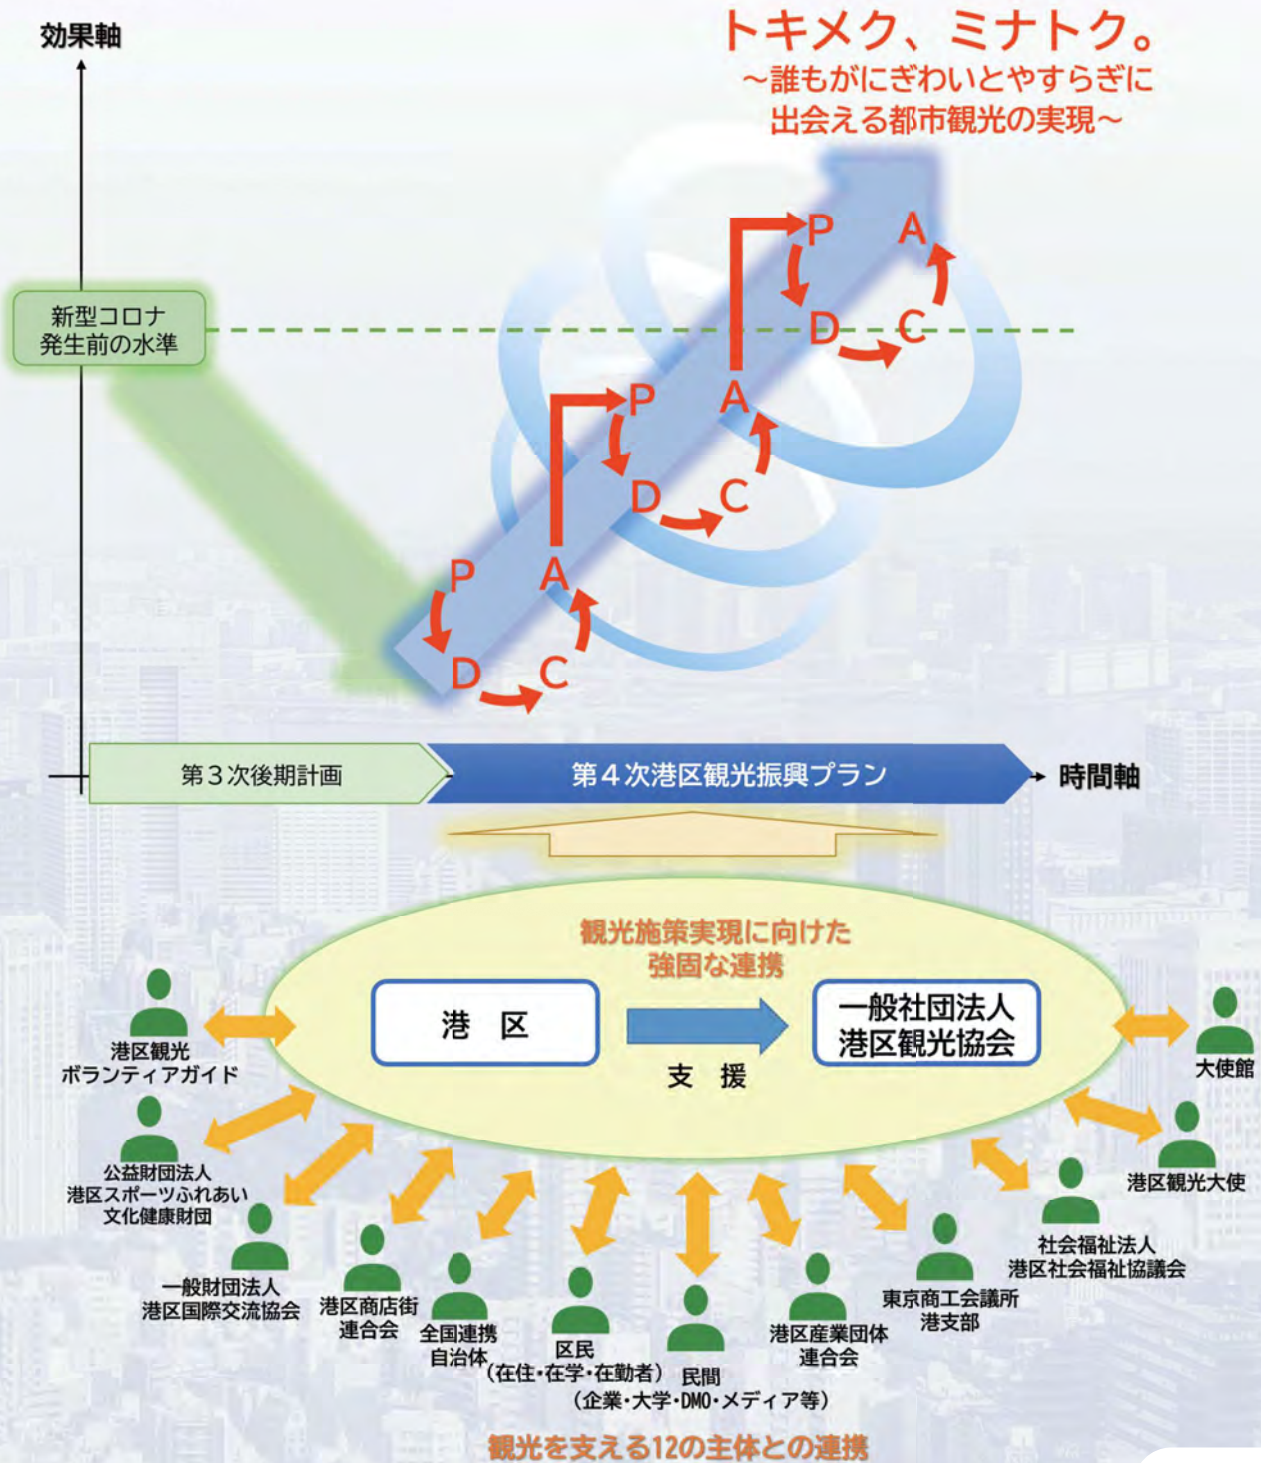 効果軸
トキメク、ミナトク。
～誰もがにぎわいとやすらぎに
出会える都市観光の実現～
新型コロナ
発生前の水準
P
A
D
C
P
A
D
C
P
A
D
C
第３次後期計画
第４次港区観光振興プラン
時間軸
観光施策実現に向けた
強固な連携
港　区
支　援
一般社団法人
港区観光協会
港区観光
ボランティアガイド
公益財団法人
港区スポーツふれあい
文化健康財団
一般財団法人
港区国際交流協会
港区商店街
連合会
全国連携
自治体
区民
(在住・在学・在勤者)
民間
(企業・大学・DMO・メディア等)
港区産業団体
連合会
東京商工会議所
港支部
社会福祉法人
港区社会福祉協議会
港区観光大使
大使館
観光を支える12の主体との連携